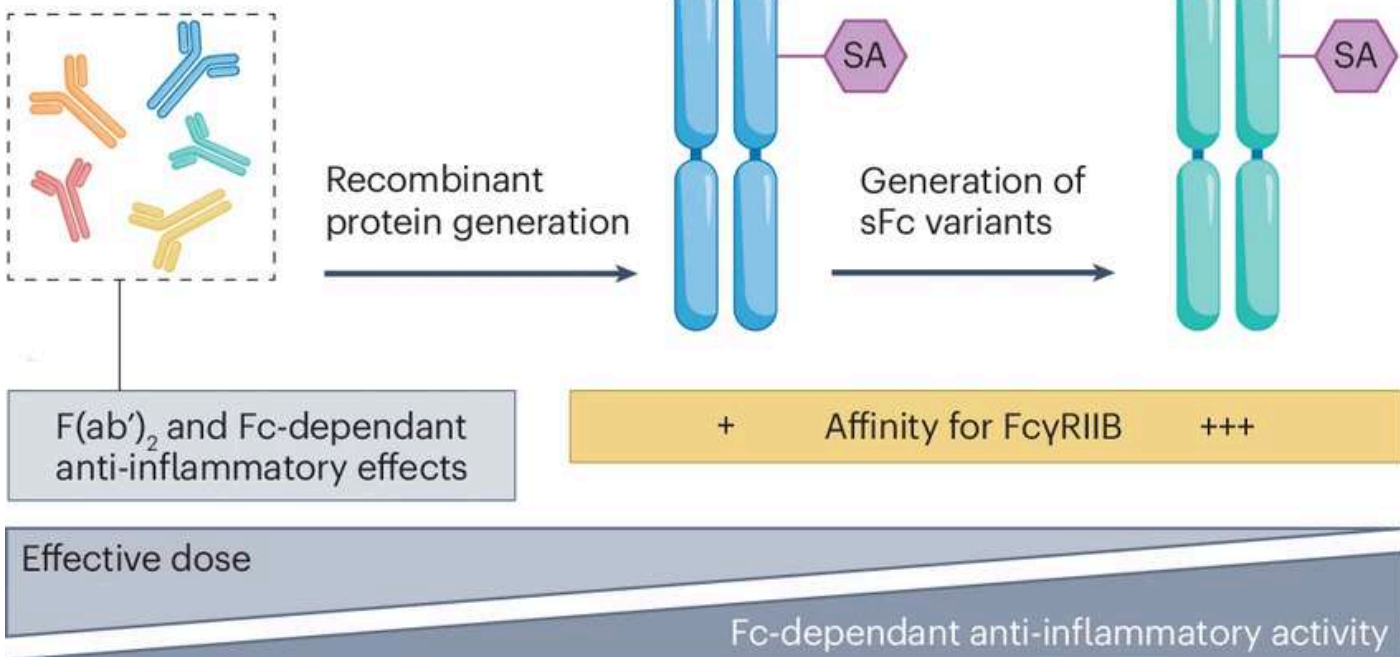 SA
SA
Recombinant
protein generation
Generation of
sFc variants
F(ab′)₂ and Fc-dependant
anti-inflammatory effects
+ Affinity for FcγRIIB +++
Effective dose
Fc-dependant anti-inflammatory activity